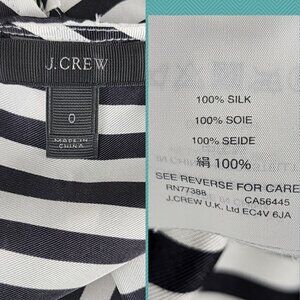 J.CREW
0
MADE IN
CHINA
100% SILK
100% SOIE
100% SEIDE
絹 100%
SEE REVERSE FOR CARE
RN77388 CA56445
J.CREW U.K. Ltd EC4V 6JA